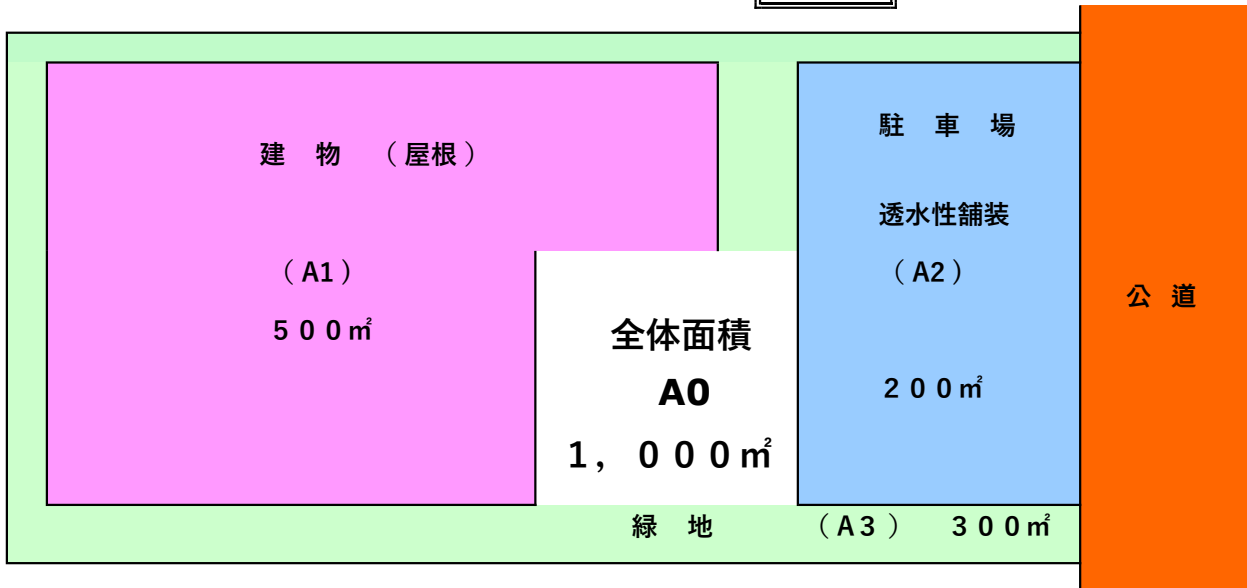 建　物　（屋根）
（A1）
５００㎡
全体面積
A0
１，０００㎡
駐　車　場
透水性舗装
（A2）
２００㎡
公　道
緑　地　（A３）　３００㎡